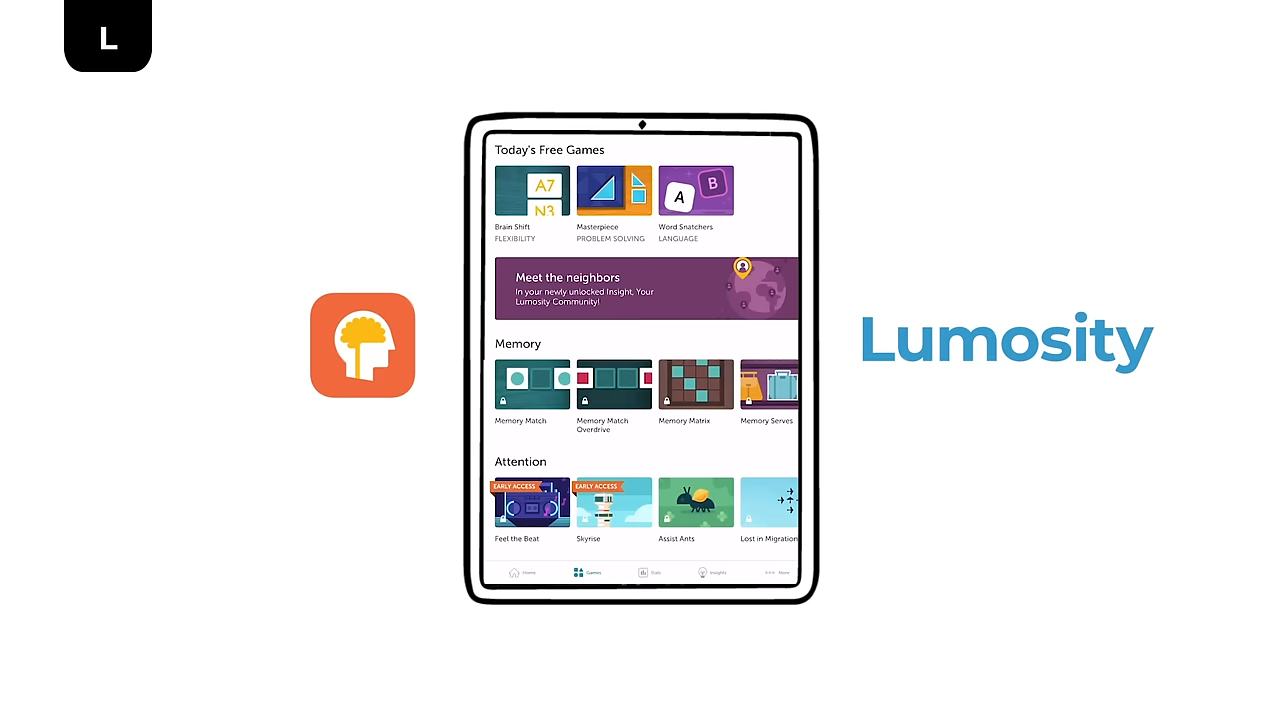 L
Today's Free Games
A7
N3
A
B
Brain Shift
Masterpiece
Word Snatchers
FLEXIBILITY
PROBLEM SOLVING
LANGUAGE
Meet the neighbors
In your newly unlocked Insight, Your
Lumosity Community!
Lumosity
Memory
Memory Match
Memory Match
Overdrive
Memory Matrix
Memory Serves
Attention
EARLY ACCESS
EARLY ACCESS
Feel the Beat
Skyrise
Assist Ants
Lost in Migration
Home
Games
Stats
Insights
More